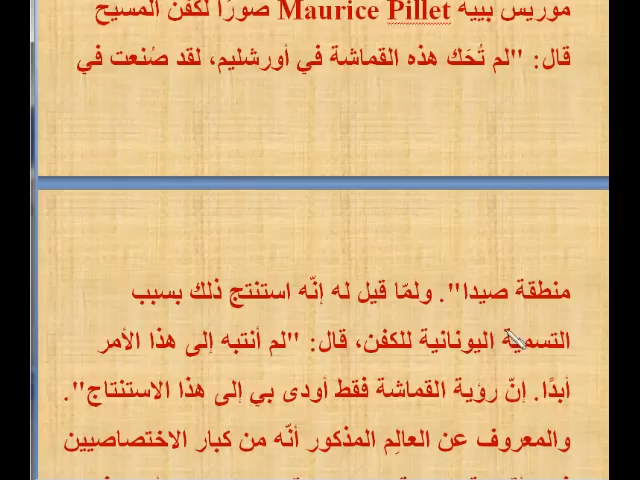 موريس بييه Maurice Pillet صورًا لكفن المسيح
قال: "لم تُحَك هذه القماشة في أورشليم، لقد صُنعت في
منطقة صيدا". ولمّا قيل له إنّه استنتج ذلك بسبب
التسمية اليونانية للكفن، قال: "لم أنتبه إلى هذا الأمر
أبدًا. إنّ رؤية القماشة فقط أودى بي إلى هذا الاستنتاج".
والمعروف عن العالِم المذكور أنّه من كبار الاختصاصيين